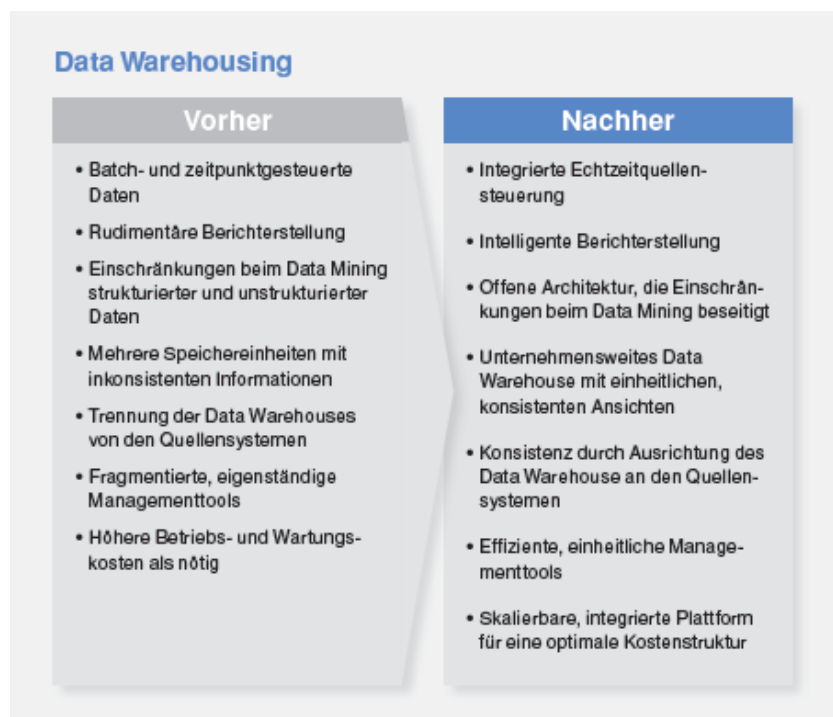 Data Warehousing
Vorher
• Batch- und zeitpunktgesteuerte
Daten
• Rudimentäre Berichterstellung
• Einschränkungen beim Data Mining
strukturierter und unstrukturierter
Daten
• Mehrere Speichereinheiten mit
inkonsistenten Informationen
• Trennung der Data Warehouses
von den Quellensystemen
• Fragmentierte, eigenständige
Managementtools
• Höhere Betriebs- und Wartungs-
kosten als nötig
Nachher
• Integrierte Echtzeitquellen-
steuerung
• Intelligente Berichterstellung
• Offene Architektur, die Einschrän-
kungen beim Data Mining beseitigt
• Unternehmensweites Data
Warehouse mit einheitlichen,
konsistenten Ansichten
• Konsistenz durch Ausrichtung des
Data Warehouse an den Quellen-
systemen
• Effiziente, einheitliche Manage-
menttools
• Skalierbare, integrierte Plattform
für eine optimale Kostenstruktur